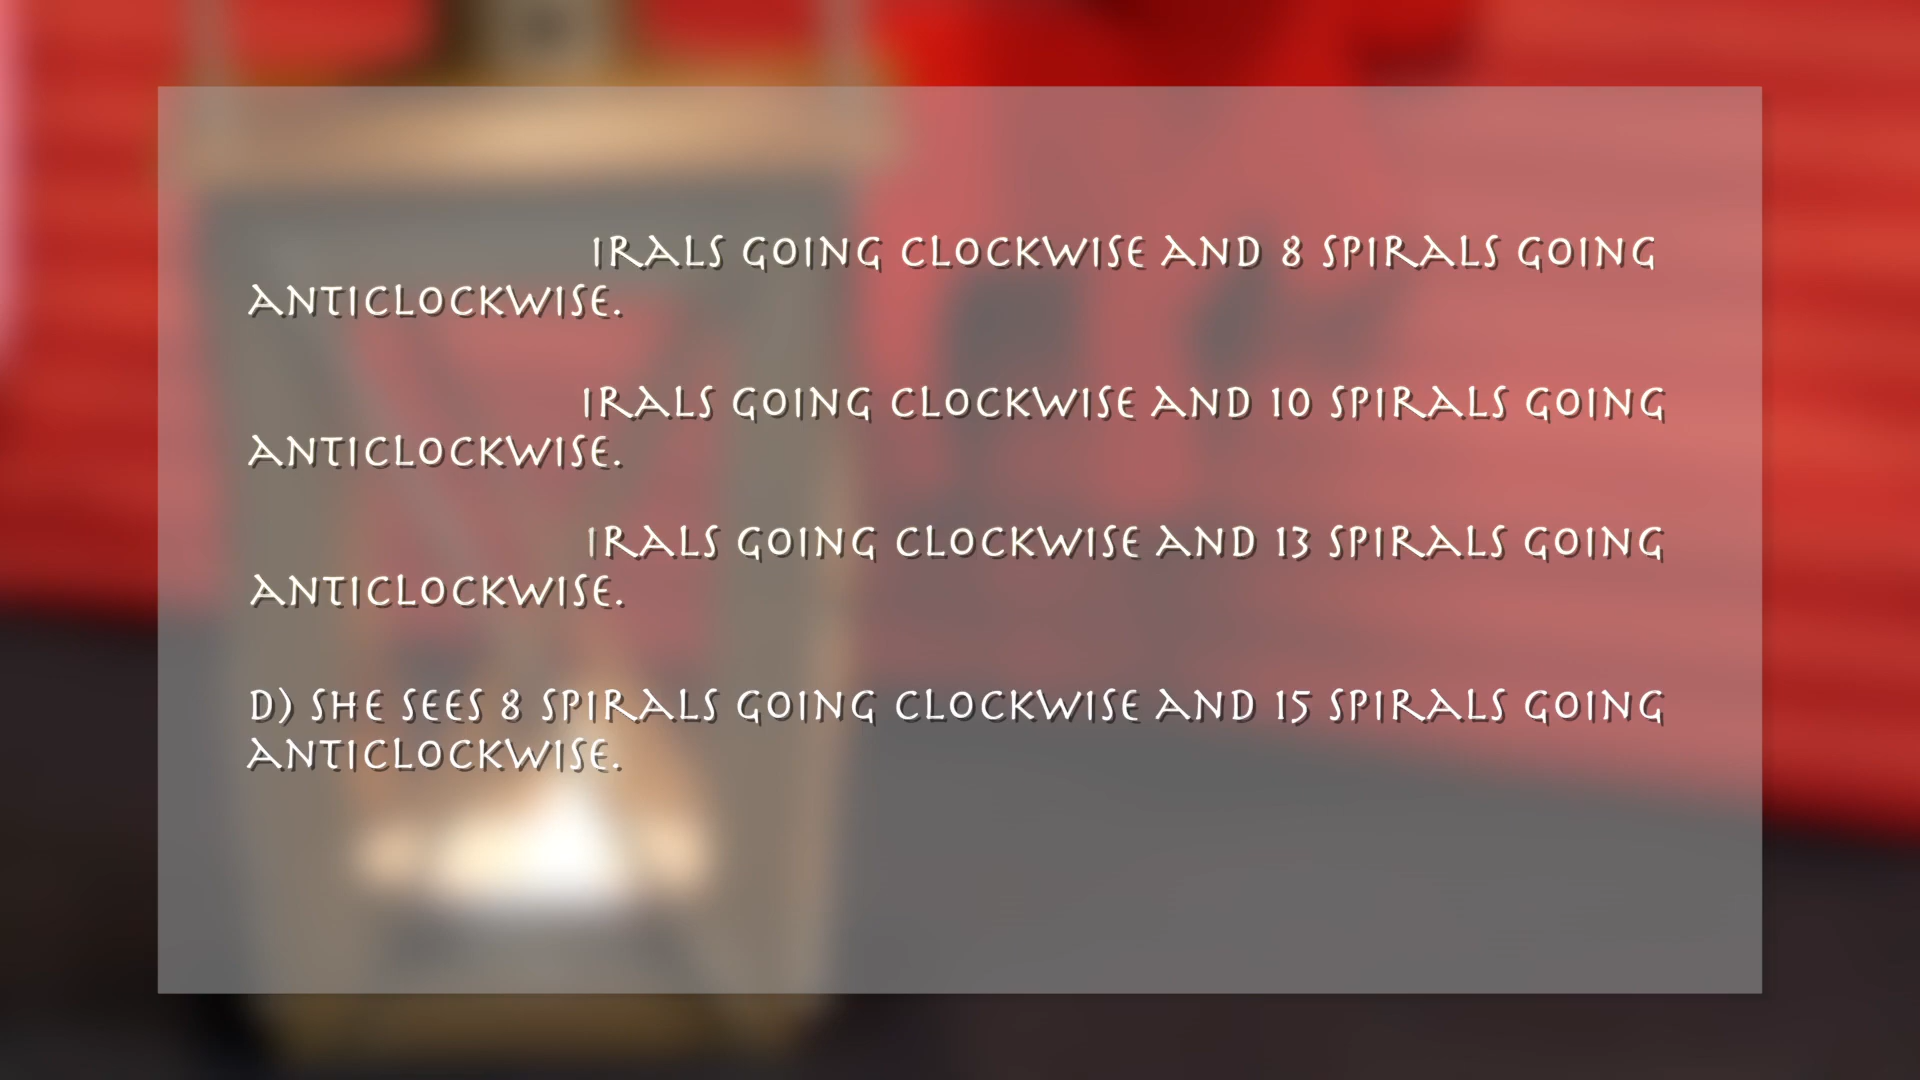 IRALS GOING CLOCKWISE AND 8 SPIRALS GOING
ANTICLOCKWISE.
IRALS GOING CLOCKWISE AND 10 SPIRALS GOING
ANTICLOCKWISE.
IRALS GOING CLOCKWISE AND 13 SPIRALS GOING
ANTICLOCKWISE.
D) SHE SEES 8 SPIRALS GOING CLOCKWISE AND 15 SPIRALS GOING
ANTICLOCKWISE.